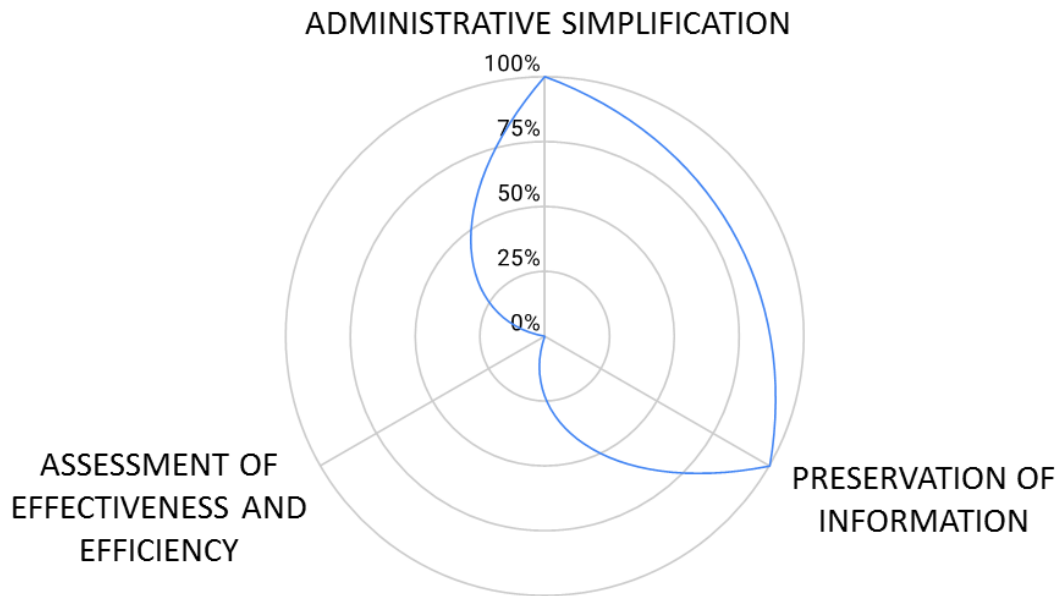 ADMINISTRATIVE SIMPLIFICATION
100%
75%
50%
25%
0%
ASSESSMENT OF
EFFECTIVENESS AND
EFFICIENCY
PRESERVATION OF
INFORMATION